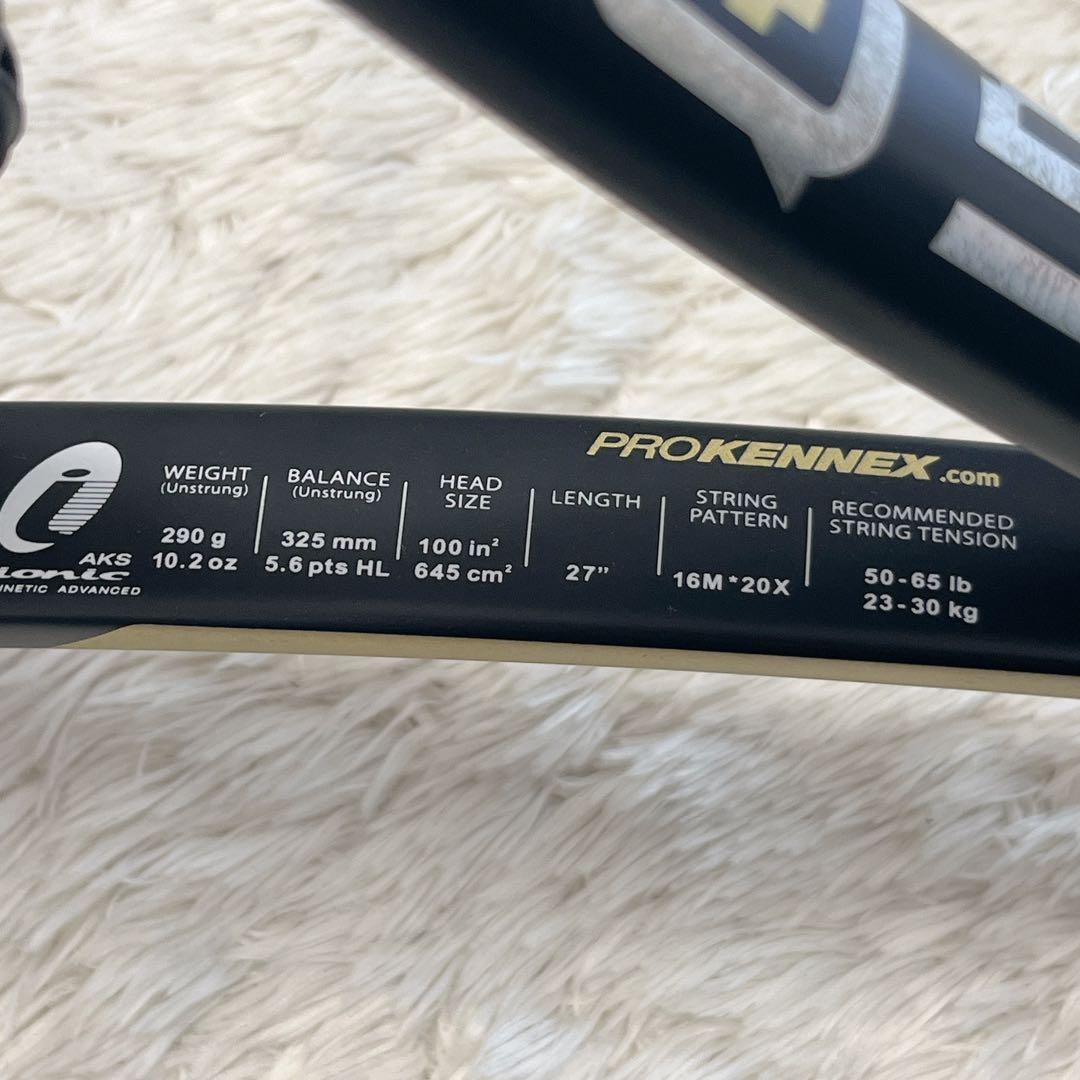 PROKENNEX.com
WEIGHT
(Unstrung)
290 g
10.2 oz
BALANCE
(Unstrung)
325 mm
5.6 pts HL
HEAD
SIZE
100 in²
645 cm²
LENGTH
27”
STRING
PATTERN
16M*20X
RECOMMENDED
STRING TENSION
50-65 lb
23-30 kg
i
AKS
ionic
KINETIC ADVANCED